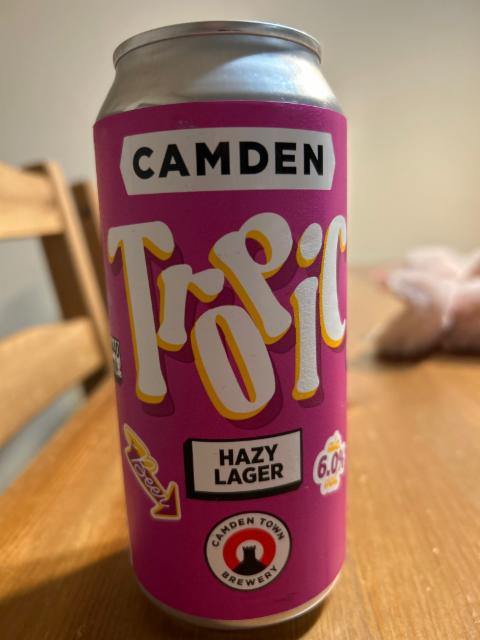 CAMDEN
Tropic
Beer
HAZY
LAGER
6.0%
CAMDEN TOWN
BREWERY